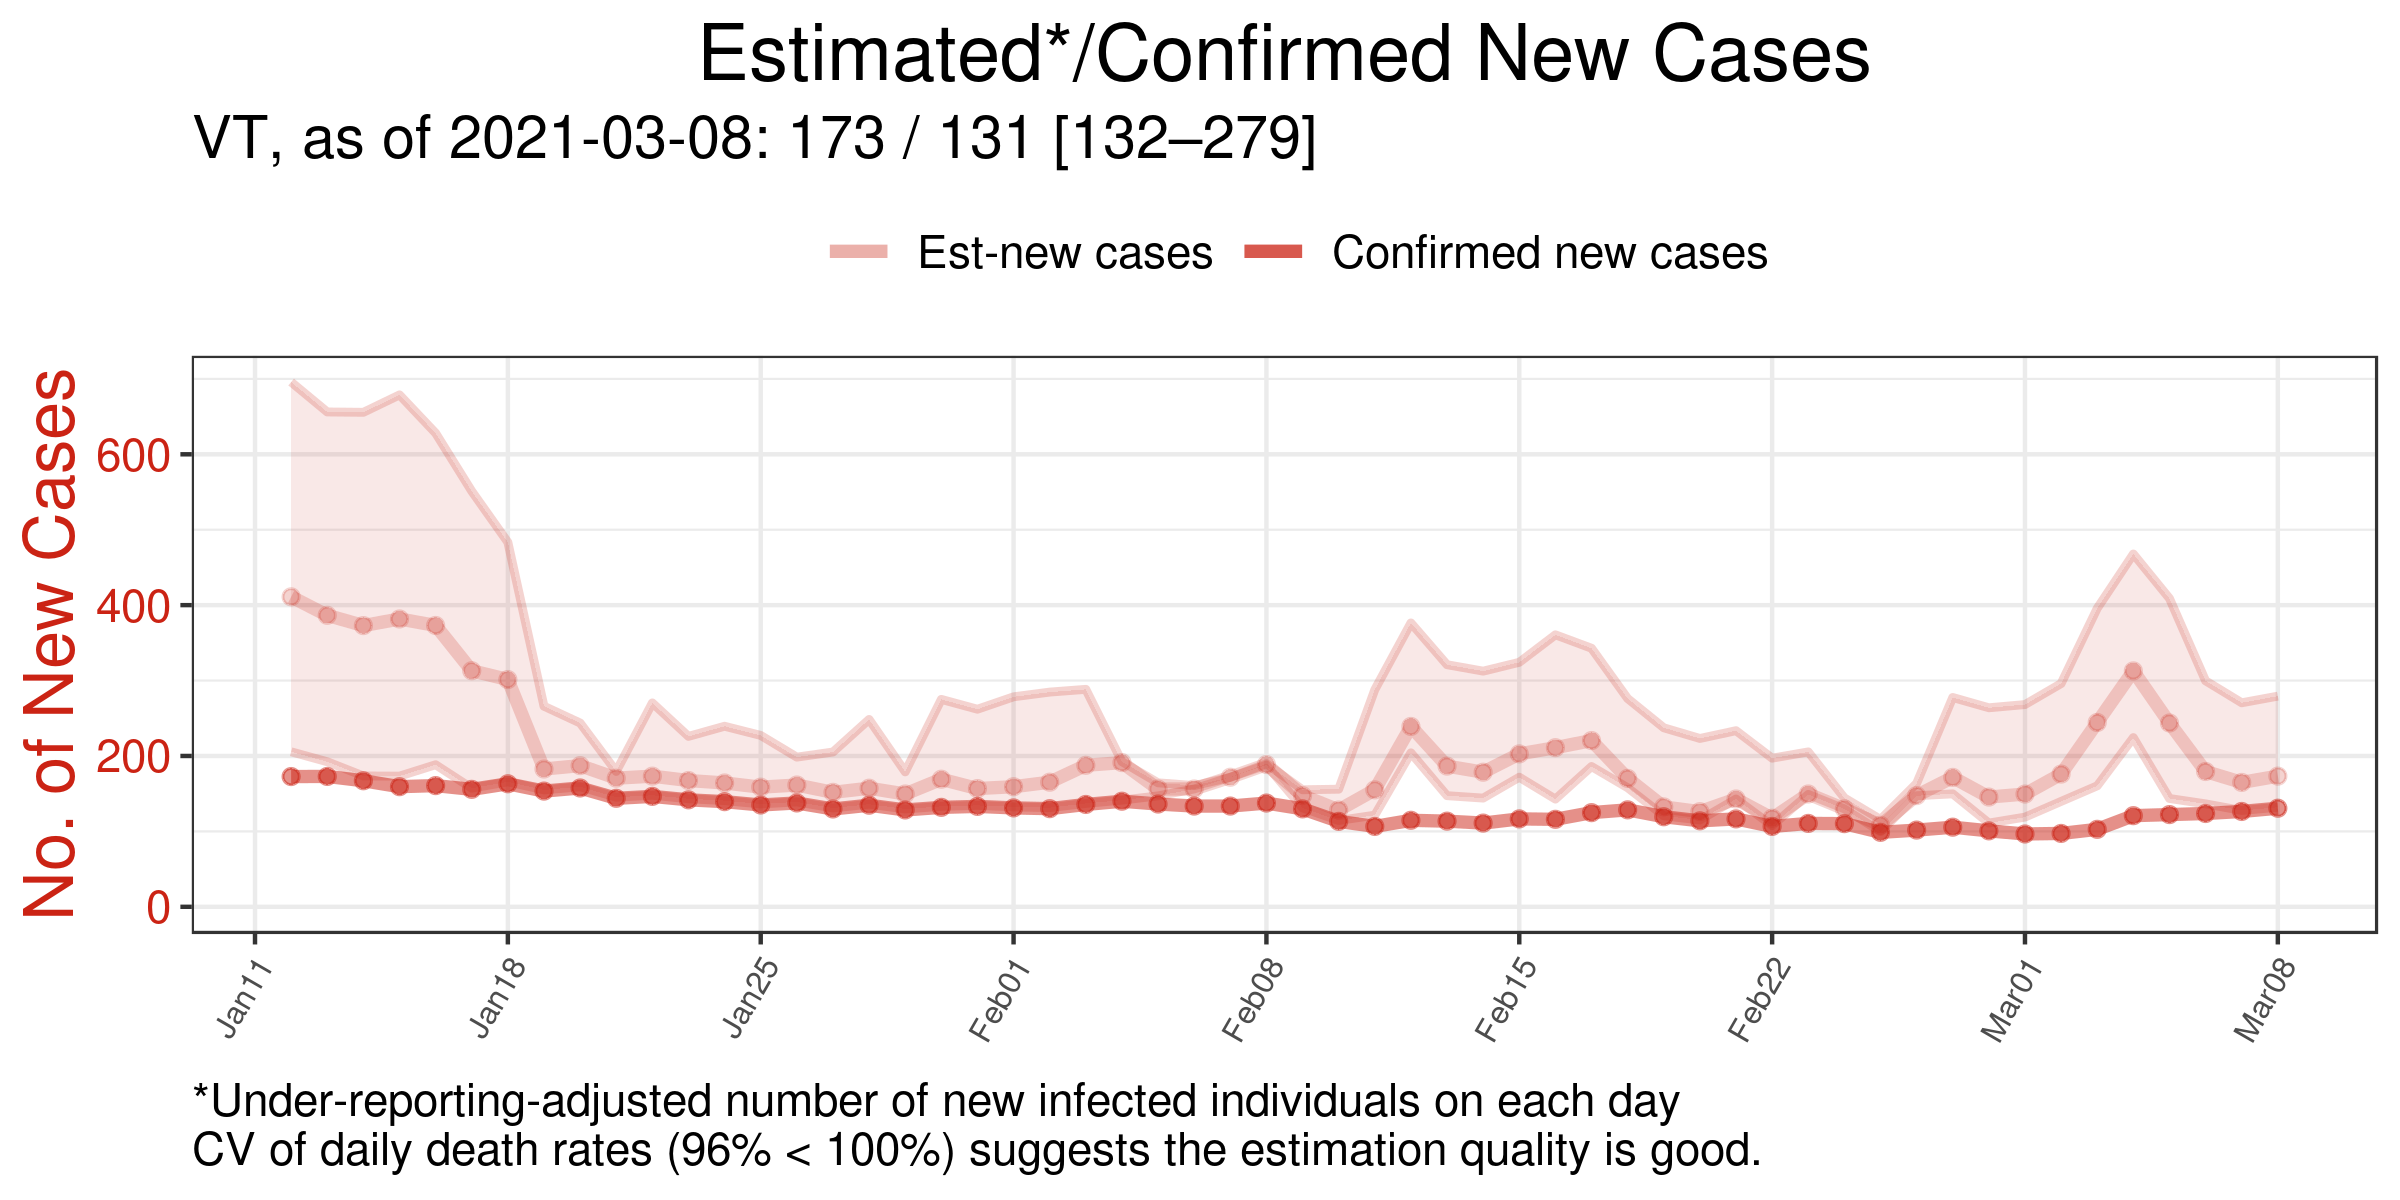 Estimated*/Confirmed New Cases
VT, as of 2021-03-08: 173 / 131 [132–279]
Est-new cases
Confirmed new cases
No. of New Cases
600
400
200
0
Jan11
Jan18
Jan25
Feb01
Feb08
Feb15
Feb22
Mar01
Mar08
*Under-reporting-adjusted number of new infected individuals on each day
CV of daily death rates (96% < 100%) suggests the estimation quality is good.